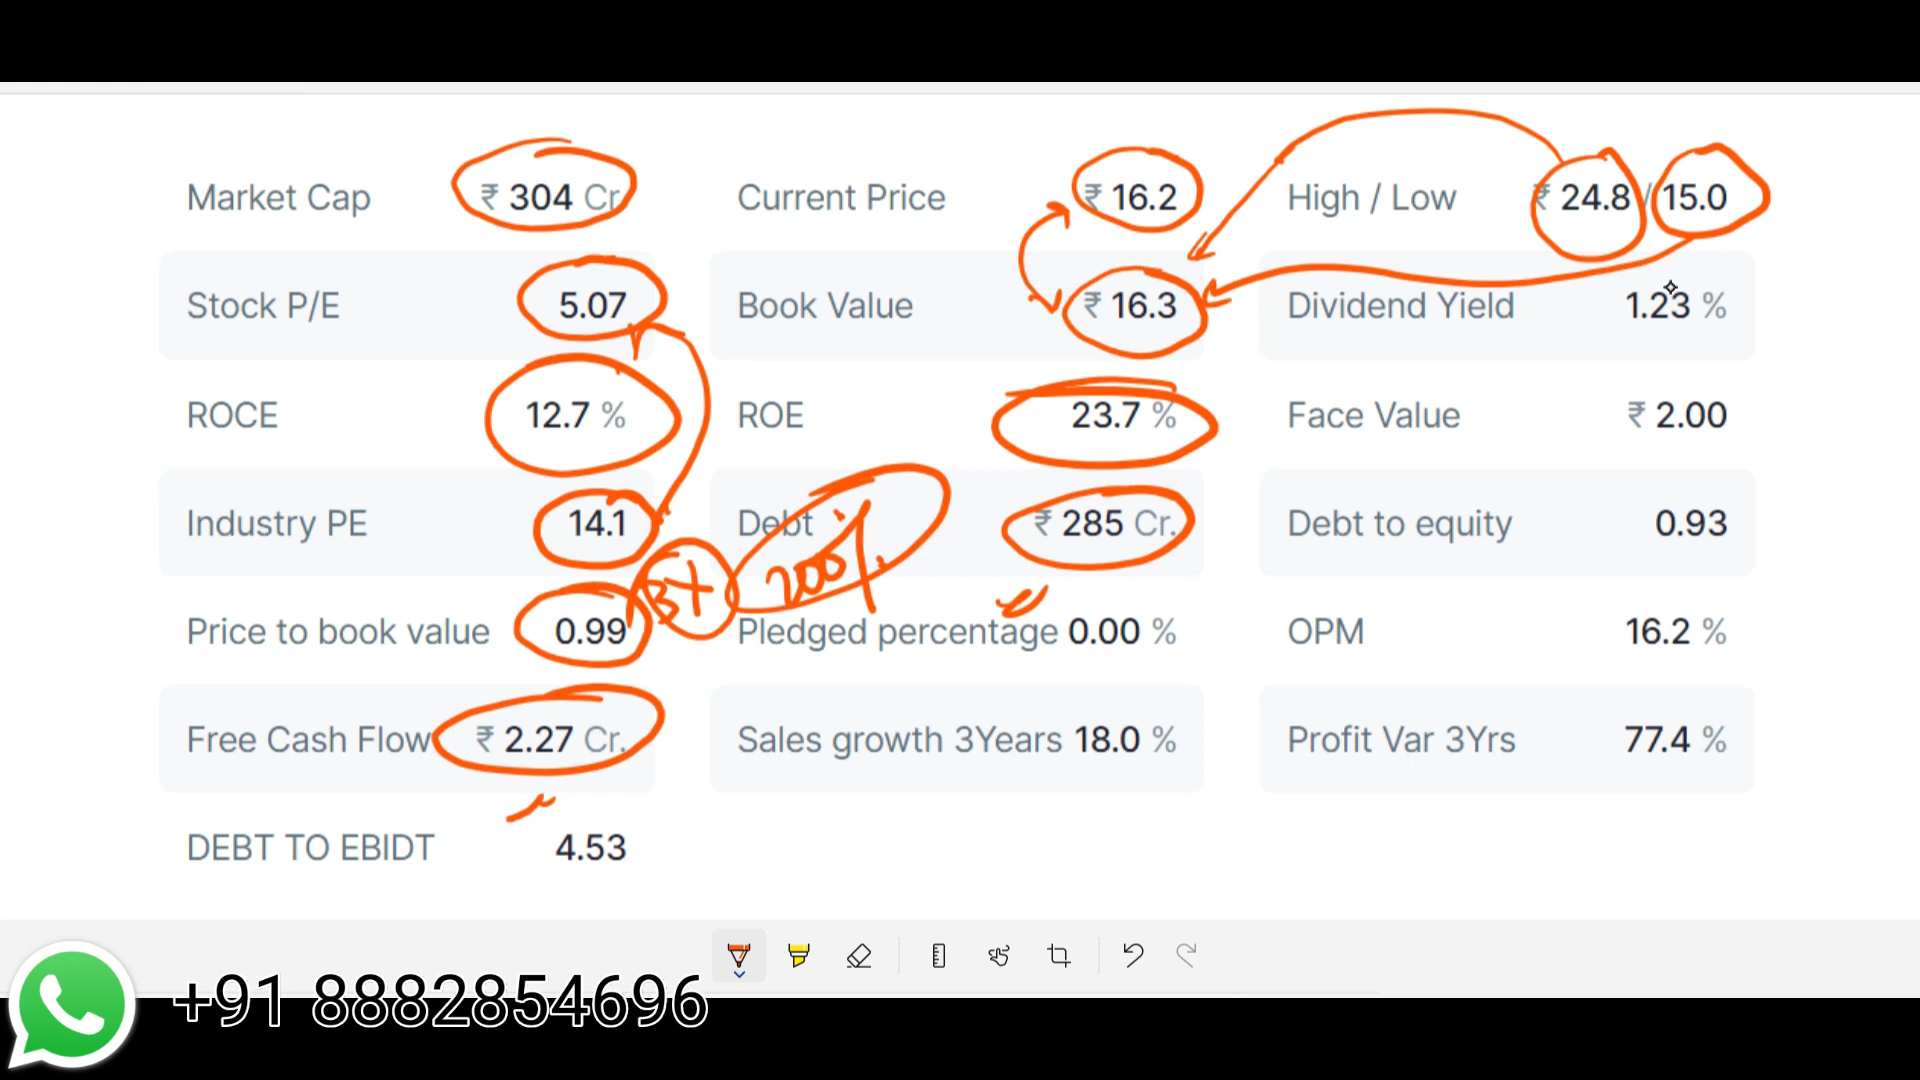 Market Cap ₹ 304 Cr. Current Price ₹ 16.2 High / Low ₹ 24.8 / 15.0
Stock P/E 5.07 Book Value ₹ 16.3 Dividend Yield 1.23 %
ROCE 12.7 % ROE 23.7 % Face Value ₹ 2.00
Industry PE 14.1 Debt ₹ 285 Cr. Debt to equity 0.93
3x 200%
Price to book value 0.99 Pledged percentage 0.00 % OPM 16.2 %
Free Cash Flow ₹ 2.27 Cr. Sales growth 3Years 18.0 % Profit Var 3Yrs 77.4 %
DEBT TO EBIDT 4.53
+91 8882854696